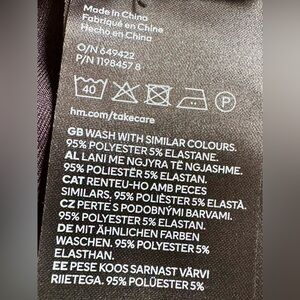 Made in China
Fabriqué en Chine
Hecho en China
O/N 649422
P/N 1198457 8
40 P
hm.com/takecare
GB WASH WITH SIMILAR COLOURS.
95% POLYESTER 5% ELASTANE.
AL LANI ME NGJYRA TË NGJASHME.
95% POLIESTËR 5% ELASTAN.
CAT RENTEU-HO AMB PECES
SIMILARS. 95% POLIÈSTER 5% ELASTÀ.
CZ PERTE S PODOBNÝMI BARVAMI.
95% POLYESTER 5% ELASTAN.
DE MIT ÄHNLICHEN FARBEN
WASCHEN. 95% POLYESTER 5%
ELASTHAN.
EE PESE KOOS SARNAST VÄRVI
RIIETEGA. 95% POLÜESTER 5%